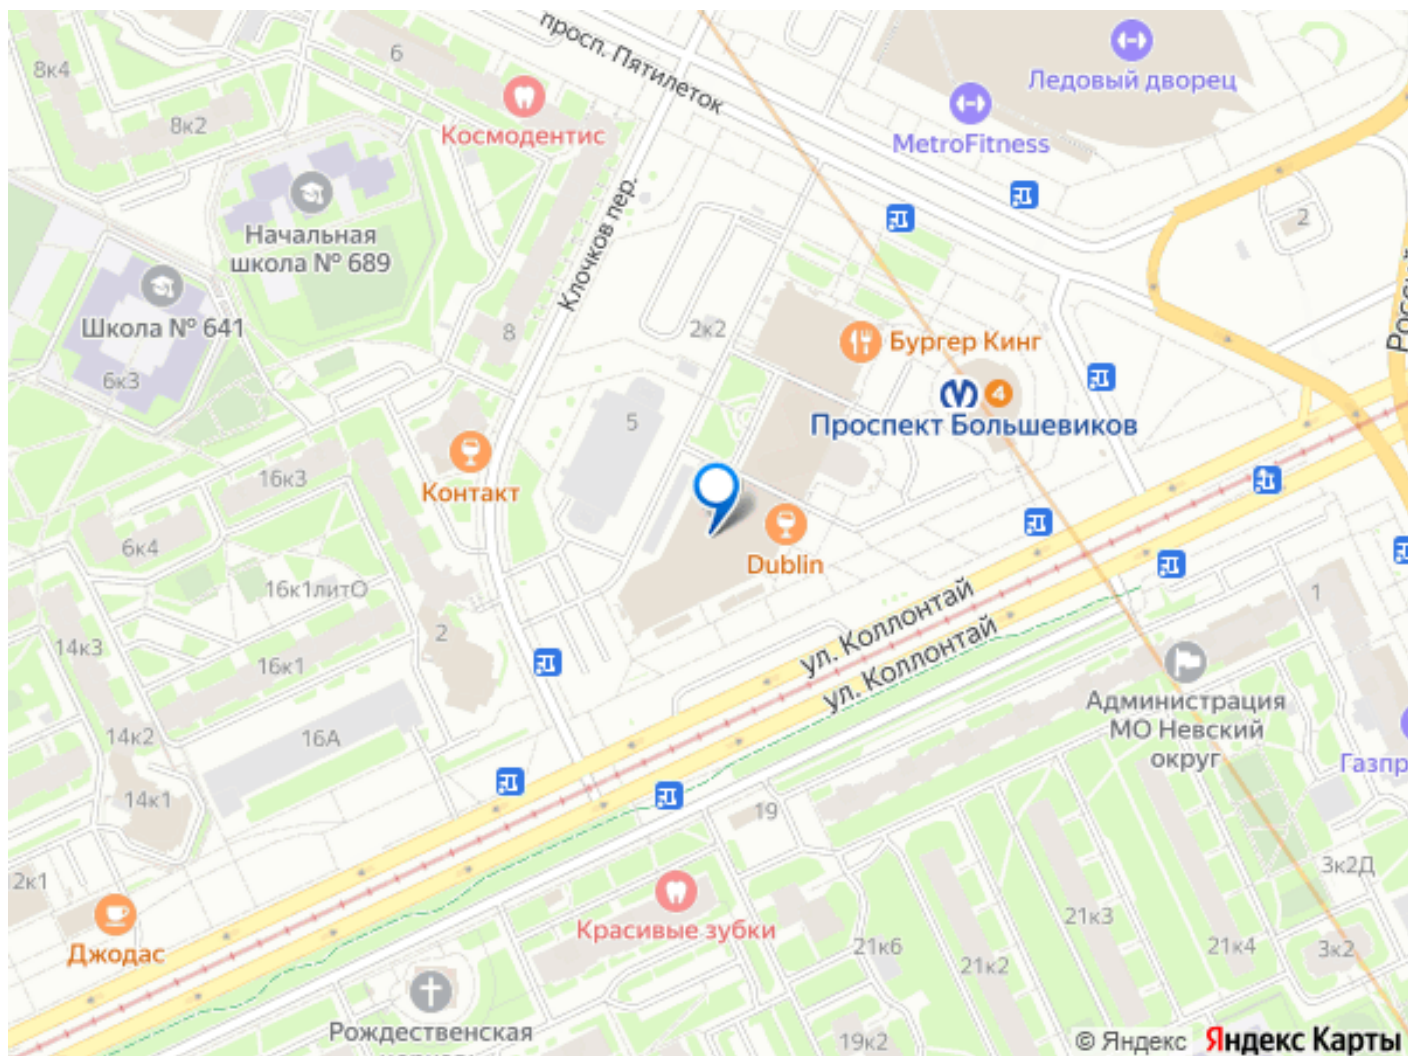 просп. Пятилеток
6
8к4
Ледовый дворец
8к2
Космодентис
MetroFitness
Клочков пер.
2
Начальная
школа № 689
Школа № 641
8
2к2
Бургер Кинг
6к3
4
Проспект Большевиков
5
16к3
Контакт
6к4
Dublin
16к1литО
1
14к3
2
16к1
ул. Коллонтай
ул. Коллонтай
Администрация
МО Невский
округ
14к2
16А
14к1
19
3к2Д
2к1
Красивые зубки
21к3
Джодас
21к6
21к2
21к4
3к2
Рождественская
19к2
© Яндекс Яндекс Карты